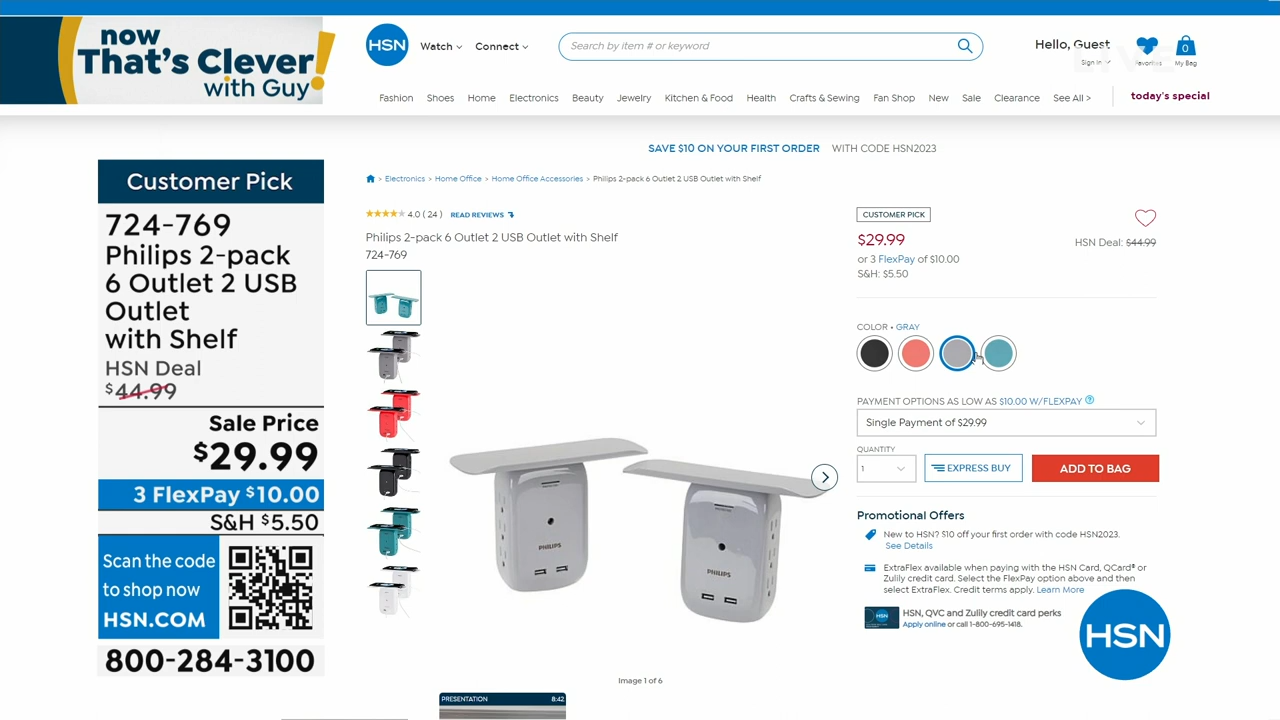 now
That's Clever!
with Guy
HSN
Watch
Connect
Search by item # or keyword
Hello, Guest
Sign In
Favorites
0
My Bag
Fashion Shoes Home Electronics Beauty Jewelry Kitchen & Food Health Crafts & Sewing Fan Shop New Sale Clearance See All > today's special
SAVE $10 ON YOUR FIRST ORDER WITH CODE HSN2023
> Electronics > Home Office > Home Office Accessories > Philips 2-pack 6 Outlet 2 USB Outlet with Shelf
Customer Pick
724-769
Philips 2-pack
6 Outlet 2 USB
Outlet
with Shelf
HSN Deal
$44.99
Sale Price
$29.99
3 FlexPay $10.00
S&H $5.50
Scan the code
to shop now
HSN.COM
800-284-3100
4.0 ( 24 ) READ REVIEWS
Philips 2-pack 6 Outlet 2 USB Outlet with Shelf
724-769
PHILIPS
PHILIPS
Image 1 of 6
PRESENTATION 8:42
CUSTOMER PICK
$29.99
HSN Deal: $44.99
or 3 FlexPay of $10.00
S&H: $5.50
COLOR • GRAY
PAYMENT OPTIONS AS LOW AS $10.00 W/FLEXPAY ?
Single Payment of $29.99
QUANTITY
1
EXPRESS BUY
ADD TO BAG
Promotional Offers
New to HSN? $10 off your first order with code HSN2023.
See Details
ExtraFlex available when paying with the HSN Card, QCard® or
Zulily credit card. Select the FlexPay option above and then
select ExtraFlex. Credit terms apply. Learn More
HSN, QVC and Zulily credit card perks
Apply online or call 1-800-695-1418.
HSN